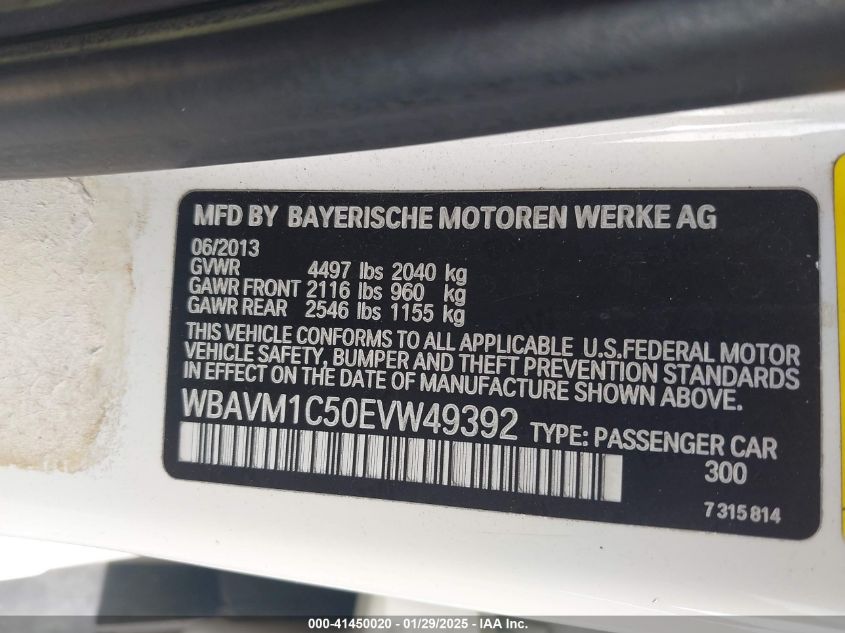 MFD BY BAYERISCHE MOTOREN WERKE AG
06/2013
GVWR 4497 lbs 2040 kg
GAWR FRONT 2116 lbs 960 kg
GAWR REAR 2546 lbs 1155 kg
THIS VEHICLE CONFORMS TO ALL APPLICABLE U.S.FEDERAL MOTOR
VEHICLE SAFETY, BUMPER AND THEFT PREVENTION STANDARDS
IN EFFECT ON THE DATE OF MANUFACTURE SHOWN ABOVE.
WBAVM1C50EVW49392 TYPE: PASSENGER CAR
300
7 315 814
000-41450020 - 01/29/2025 - IAA Inc.